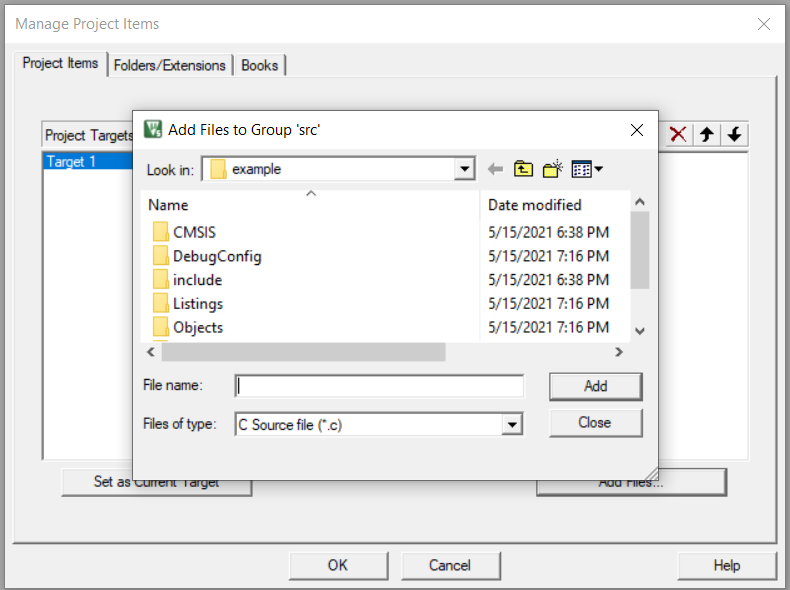 Manage Project Items
Project Items Folders/Extensions Books
Project Targets
Target 1
Add Files to Group 'src'
Look in: example
Name Date modified
CMSIS 5/15/2021 6:38 PM
DebugConfig 5/15/2021 7:16 PM
include 5/15/2021 6:38 PM
Listings 5/15/2021 7:16 PM
Objects 5/15/2021 7:16 PM
File name: Add
Files of type: C Source file (*.c) Close
Set as Current Target Add Files...
OK Cancel Help